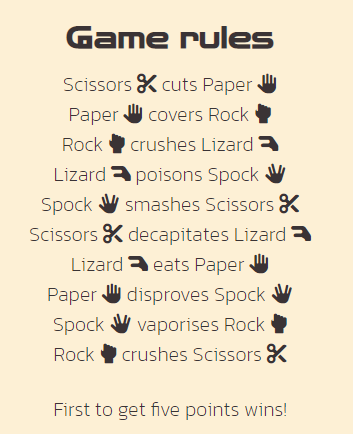 Game rules
Scissors cuts Paper
Paper covers Rock
Rock crushes Lizard
Lizard poisons Spock
Spock smashes Scissors
Scissors decapitates Lizard
Lizard eats Paper
Paper disproves Spock
Spock vaporises Rock
Rock crushes Scissors
First to get five points wins!